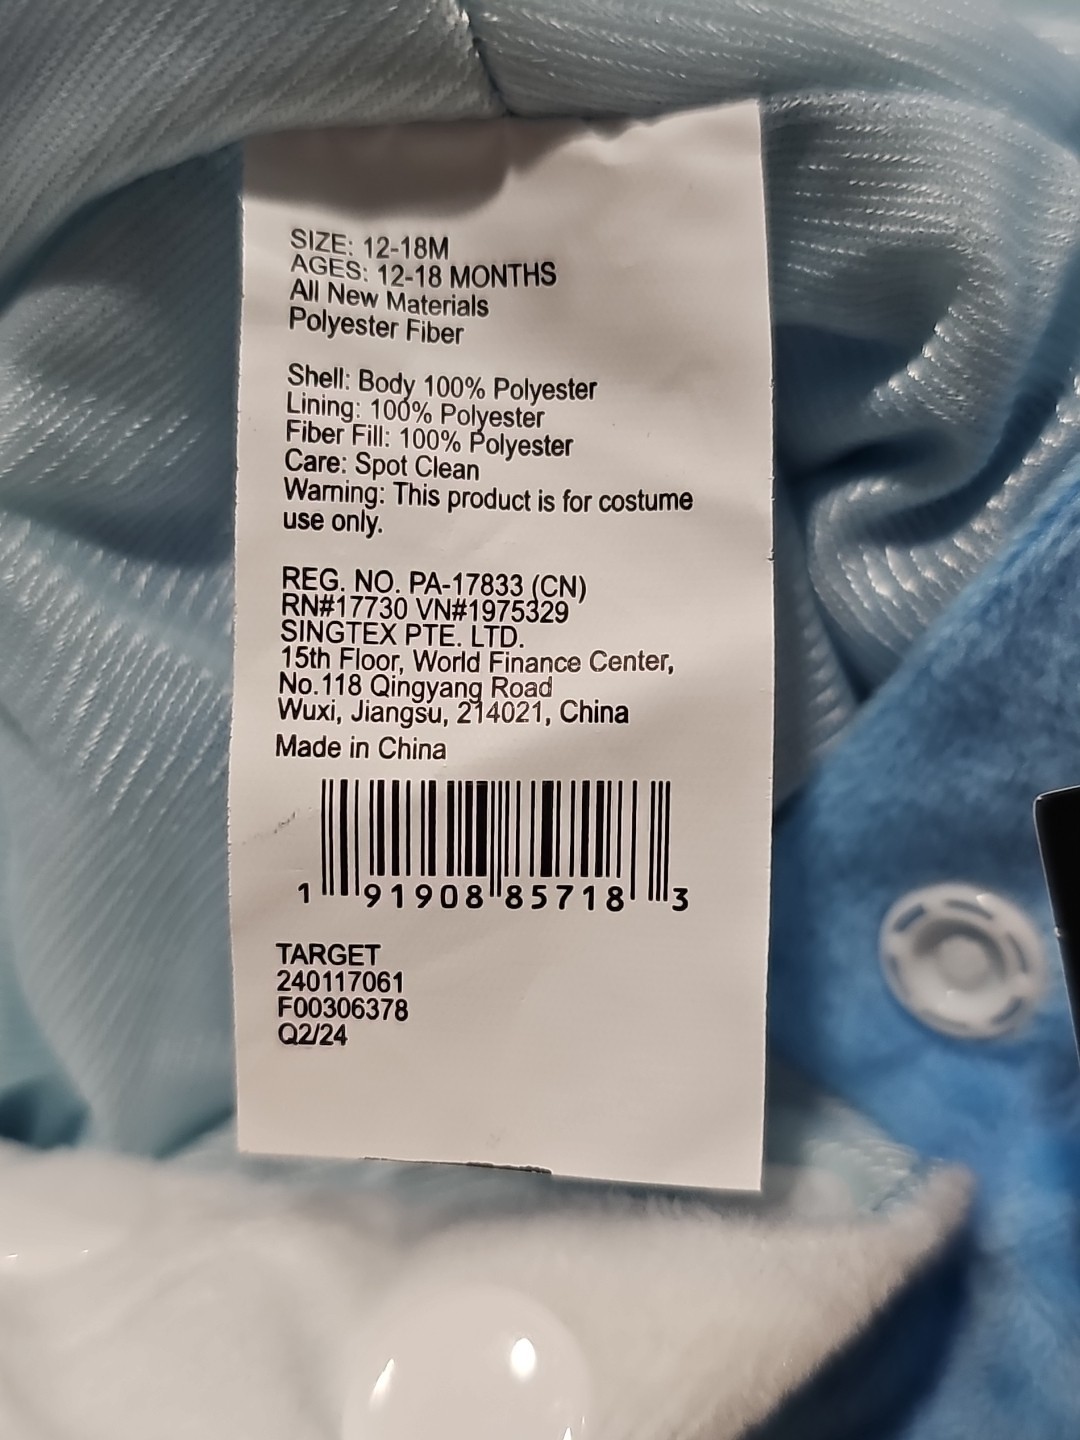 SIZE: 12-18M
AGES: 12-18 MONTHS
All New Materials
Polyester Fiber
Shell: Body 100% Polyester
Lining: 100% Polyester
Fiber Fill: 100% Polyester
Care: Spot Clean
Warning: This product is for costume
use only.
REG. NO. PA-17833 (CN)
RN#17730 VN#1975329
SINGTEX PTE. LTD.
15th Floor, World Finance Center,
No.118 Qingyang Road
Wuxi, Jiangsu, 214021, China
Made in China
1 91908 85718 3
TARGET
240117061
F00306378
Q2/24